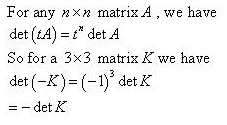 For any n×n matrix A , we have
det (tA) = tⁿ det A
So for a 3×3 matrix K we have
det (−K) = (−1)³ det K
= − det K